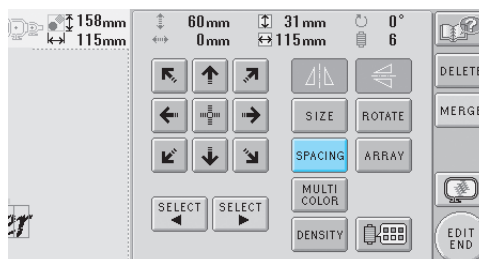 158mm 60mm 31mm 0°
115mm 0mm 115mm 6
DELETE
SIZE ROTATE MERGE
SPACING ARRAY
MULTI
COLOR
SELECT SELECT
DENSITY EDIT
END